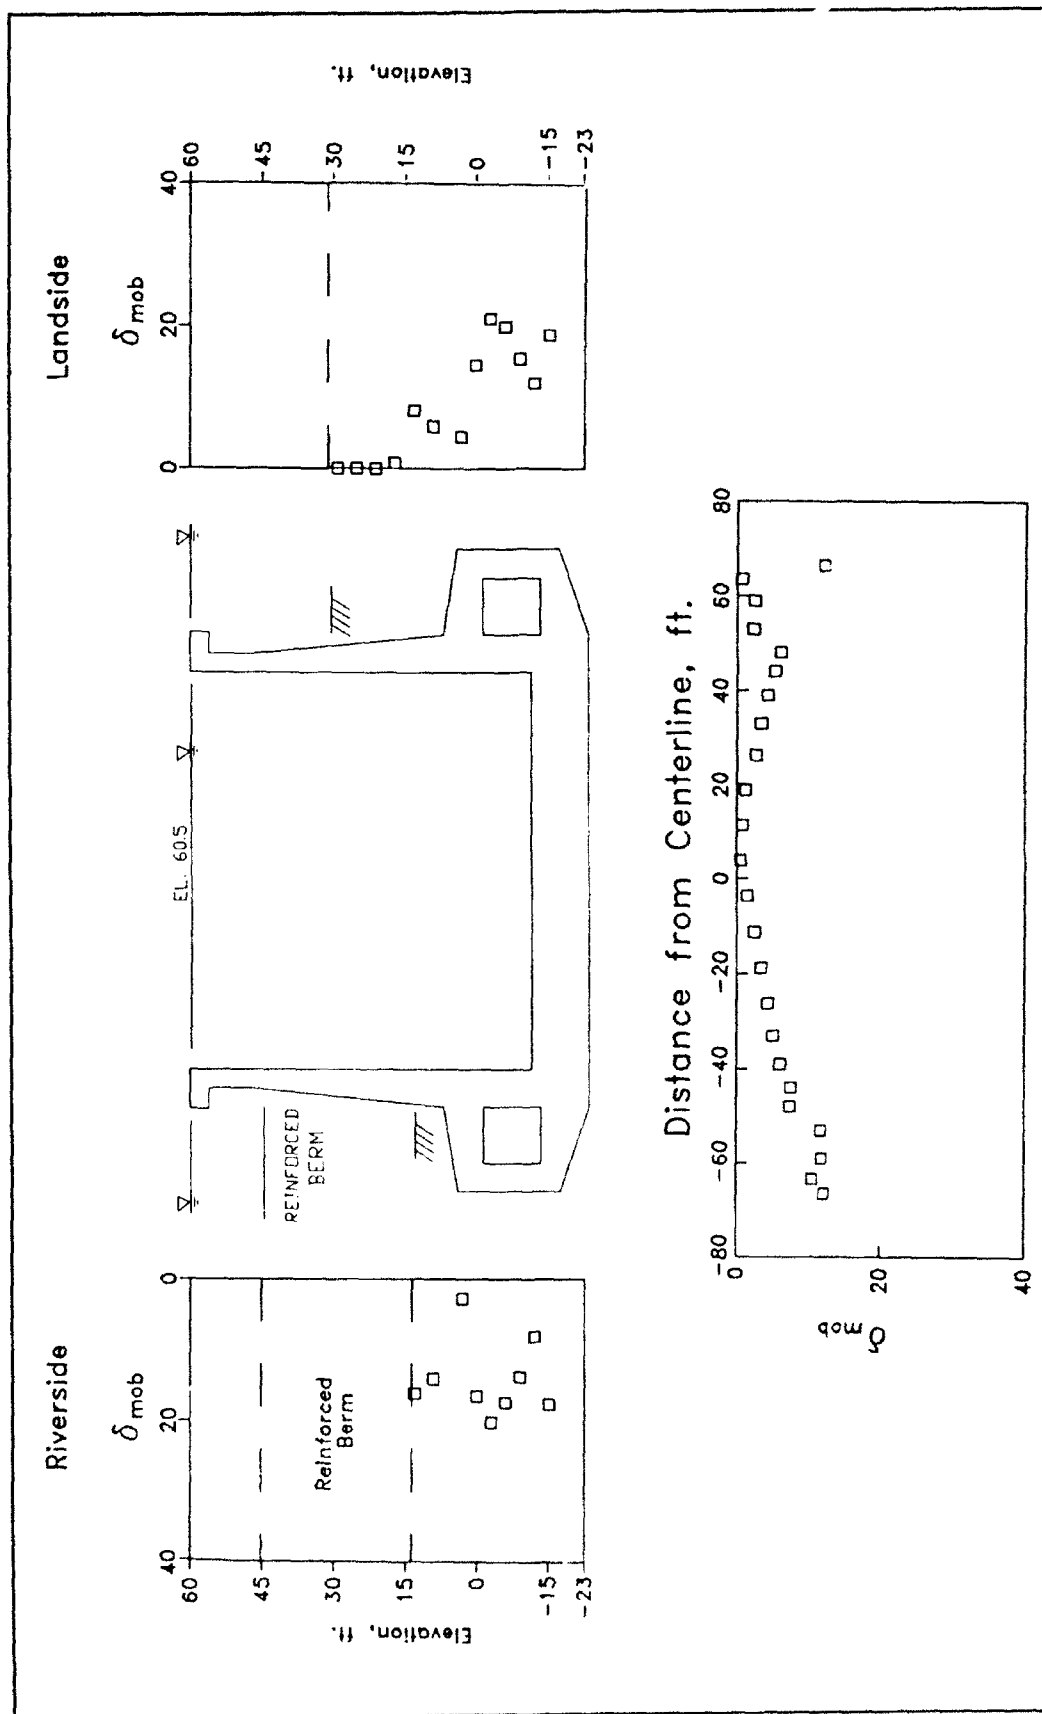 Riverside
δmob
40
20
0
60
45
30
15
0
-15
-23
Elevation, ft.
Reinforced
Berm
EL. 60.5
REINFORCED
BERM
Landside
δmob
0
20
40
-60
-45
-30
-15
-0
-15
-23
Elevation, ft.
Distance from Centerline, ft.
-80
-60
-40
-20
0
20
40
60
80
0
20
40
δmob